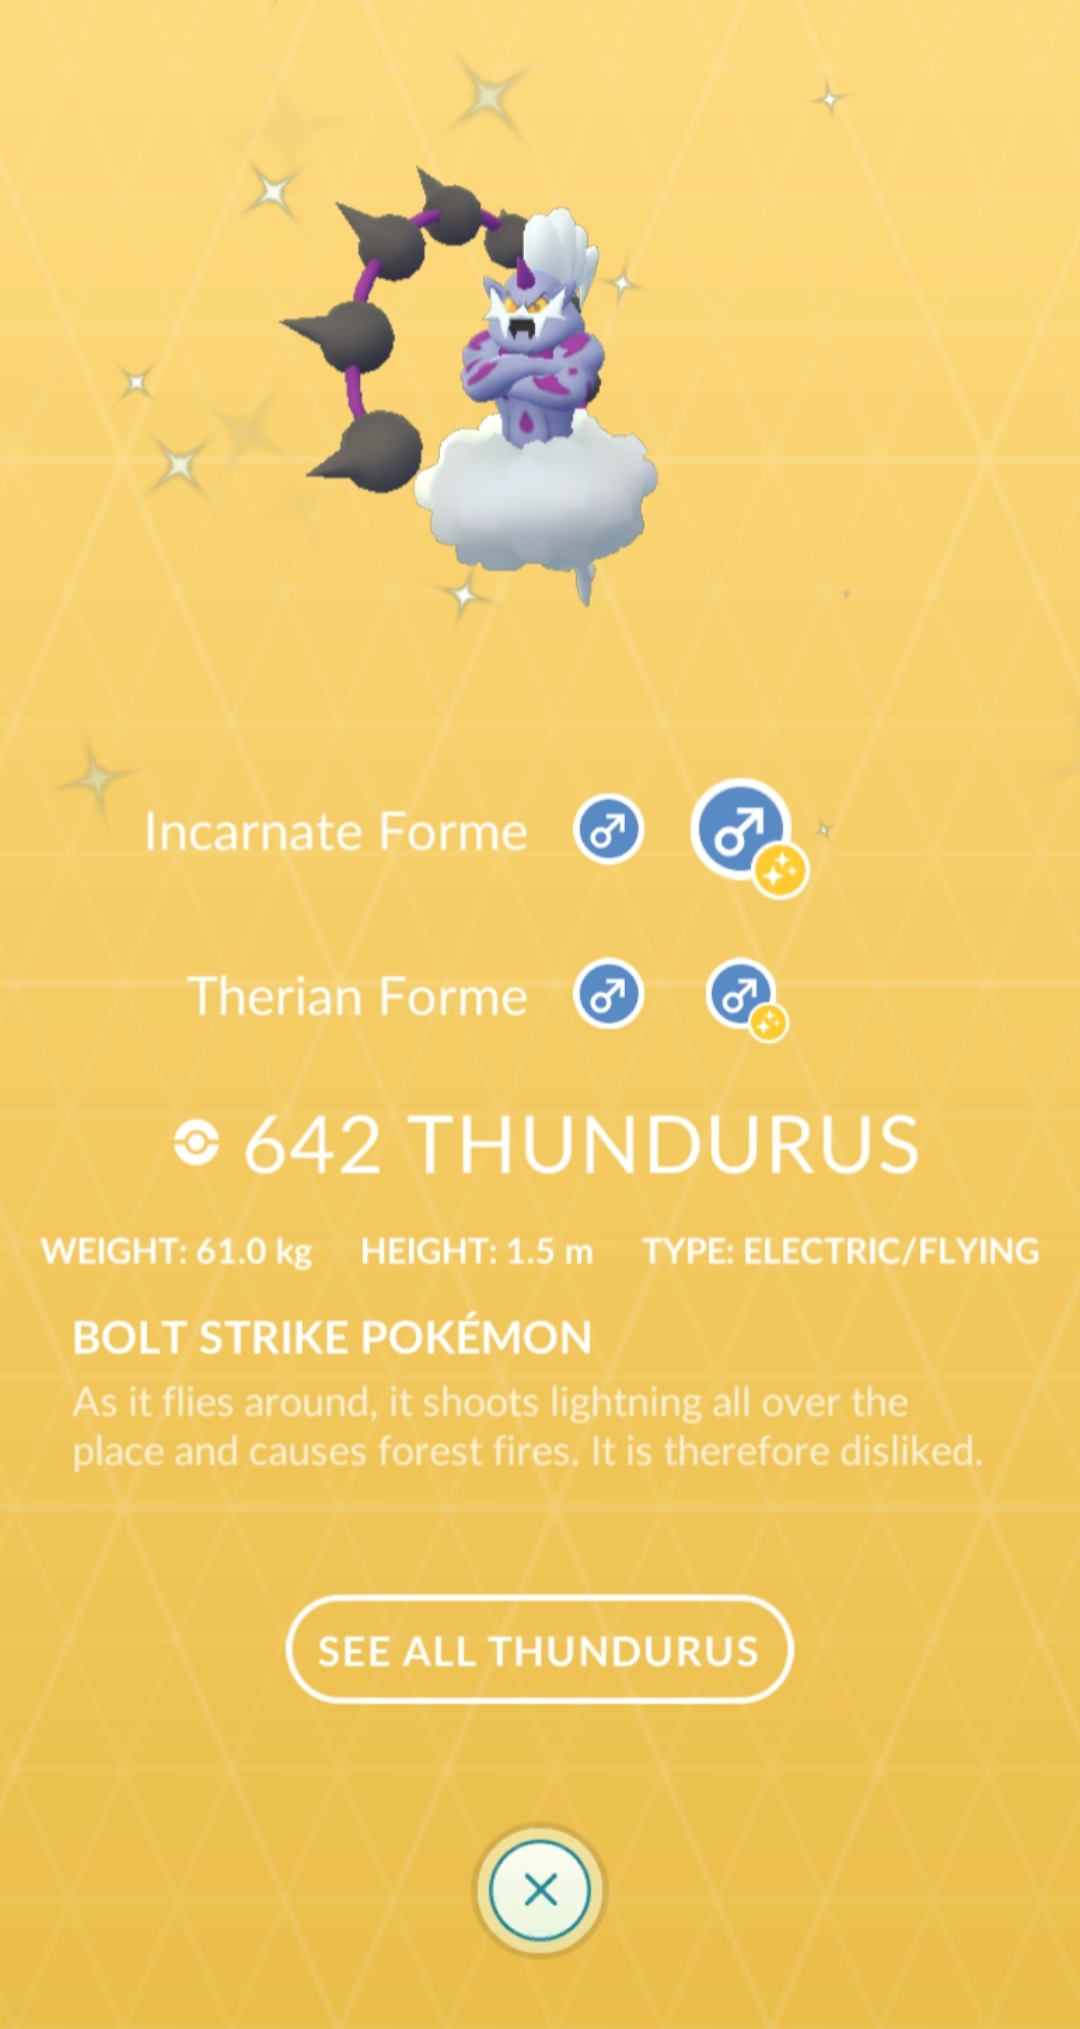 Incarnate Forme
Therian Forme
642 THUNDURUS
WEIGHT: 61.0 kg HEIGHT: 1.5 m TYPE: ELECTRIC/FLYING
BOLT STRIKE POKÉMON
As it flies around, it shoots lightning all over the
place and causes forest fires. It is therefore disliked.
SEE ALL THUNDURUS